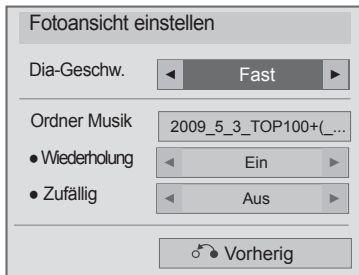 Fotoansicht einstellen
Dia-Geschw. ◄ Fast ►
Ordner Musik 2009_5_3_TOP100+(_...
● Wiederholung ◄ Ein ►
● Zufällig ◄ Aus ►
Vorherig